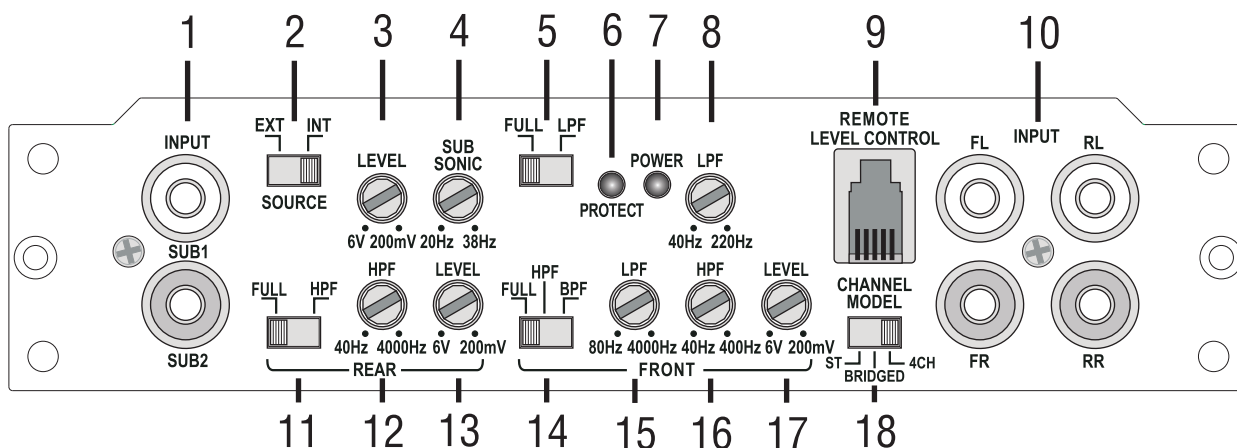 1 2 3 4 5 6 7 8 9 10
EXT INT
SOURCE
INPUT
SUB1
SUB2
LEVEL
6V 200mV
SUB
SONIC
20Hz 38Hz
FULL LPF
PROTECT
POWER
LPF
40Hz 220Hz
REMOTE
LEVEL CONTROL
INPUT
FL RL
FR RR
FULL HPF
HPF
40Hz 4000Hz
LEVEL
6V 200mV
REAR
FULL HPF BPF
LPF
80Hz 4000Hz
HPF
40Hz 400Hz
LEVEL
6V 200mV
FRONT
CHANNEL
MODEL
ST BRIDGED 4CH
11 12 13 14 15 16 17 18